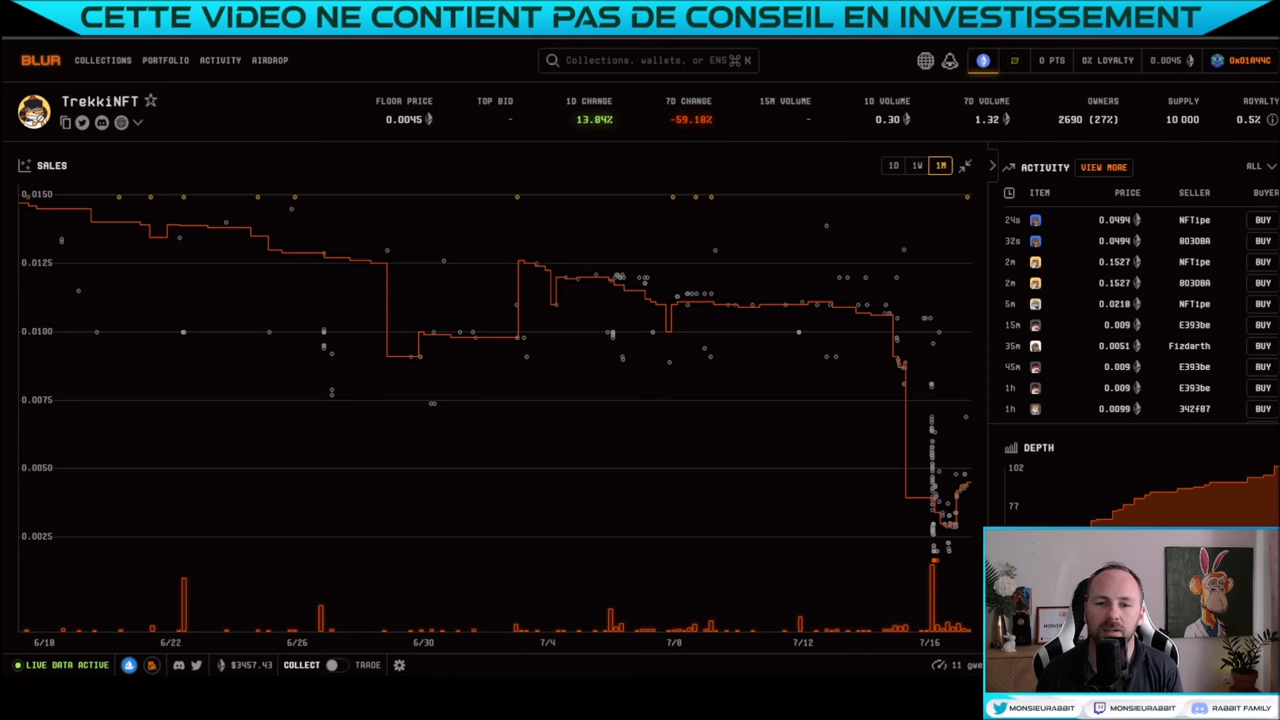 CETTE VIDEO NE CONTIENT PAS DE CONSEIL EN INVESTISSEMENT
BLUR COLLECTIONS PORTFOLIO ACTIVITY AIRDROP Collections, wallets, or ENS ⌘ K 0 PTS 0% LOYALTY 0.0045 0x01A44C
TrekkiNFT FLOOR PRICE TOP BID 1D CHANGE 7D CHANGE 15M VOLUME 1D VOLUME 7D VOLUME OWNERS SUPPLY ROYALT
0.0045 - 13.84% -59.18% - 0.30 1.32 2690 (27%) 10 000 0.5%
SALES 1D 1W 1M
0.0150
0.0125
0.0100
0.0075
0.0050
0.0025
6/18 6/22 6/26 6/30 7/4 7/8 7/12 7/16
ACTIVITY VIEW MORE ALL
ITEM PRICE SELLER BUYER
24s 0.0494 NFTipe BUY
32s 0.0494 803DBA BUY
2m 0.1527 NFTipe BUY
2m 0.1527 803DBA BUY
5m 0.0218 NFTipe BUY
15m 0.009 E393be BUY
35m 0.0051 F1zdarth BUY
45m 0.009 E393be BUY
1h 0.009 E393be BUY
1h 0.0099 342f87 BUY
DEPTH
102
77
LIVE DATA ACTIVE $3457.43 COLLECT TRADE 11 gwe
MONSIEURABBIT MONSIEURABBIT RABBIT FAMILY